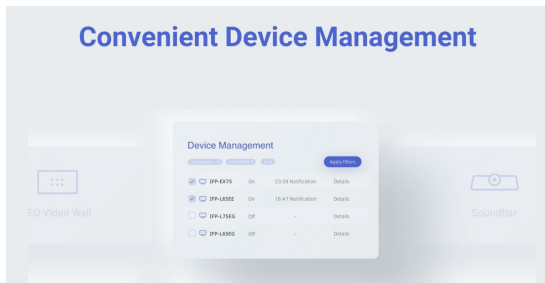 Convenient Device Management
Device Management
Apply filters
IFP-EX75 On 23:59 Notification Details
IFP-L85EE On 16:47 Notification Details
IFP-L75EG Off - Details
IFP-L65EG Off - Details
ED Video Wall
Soundbar